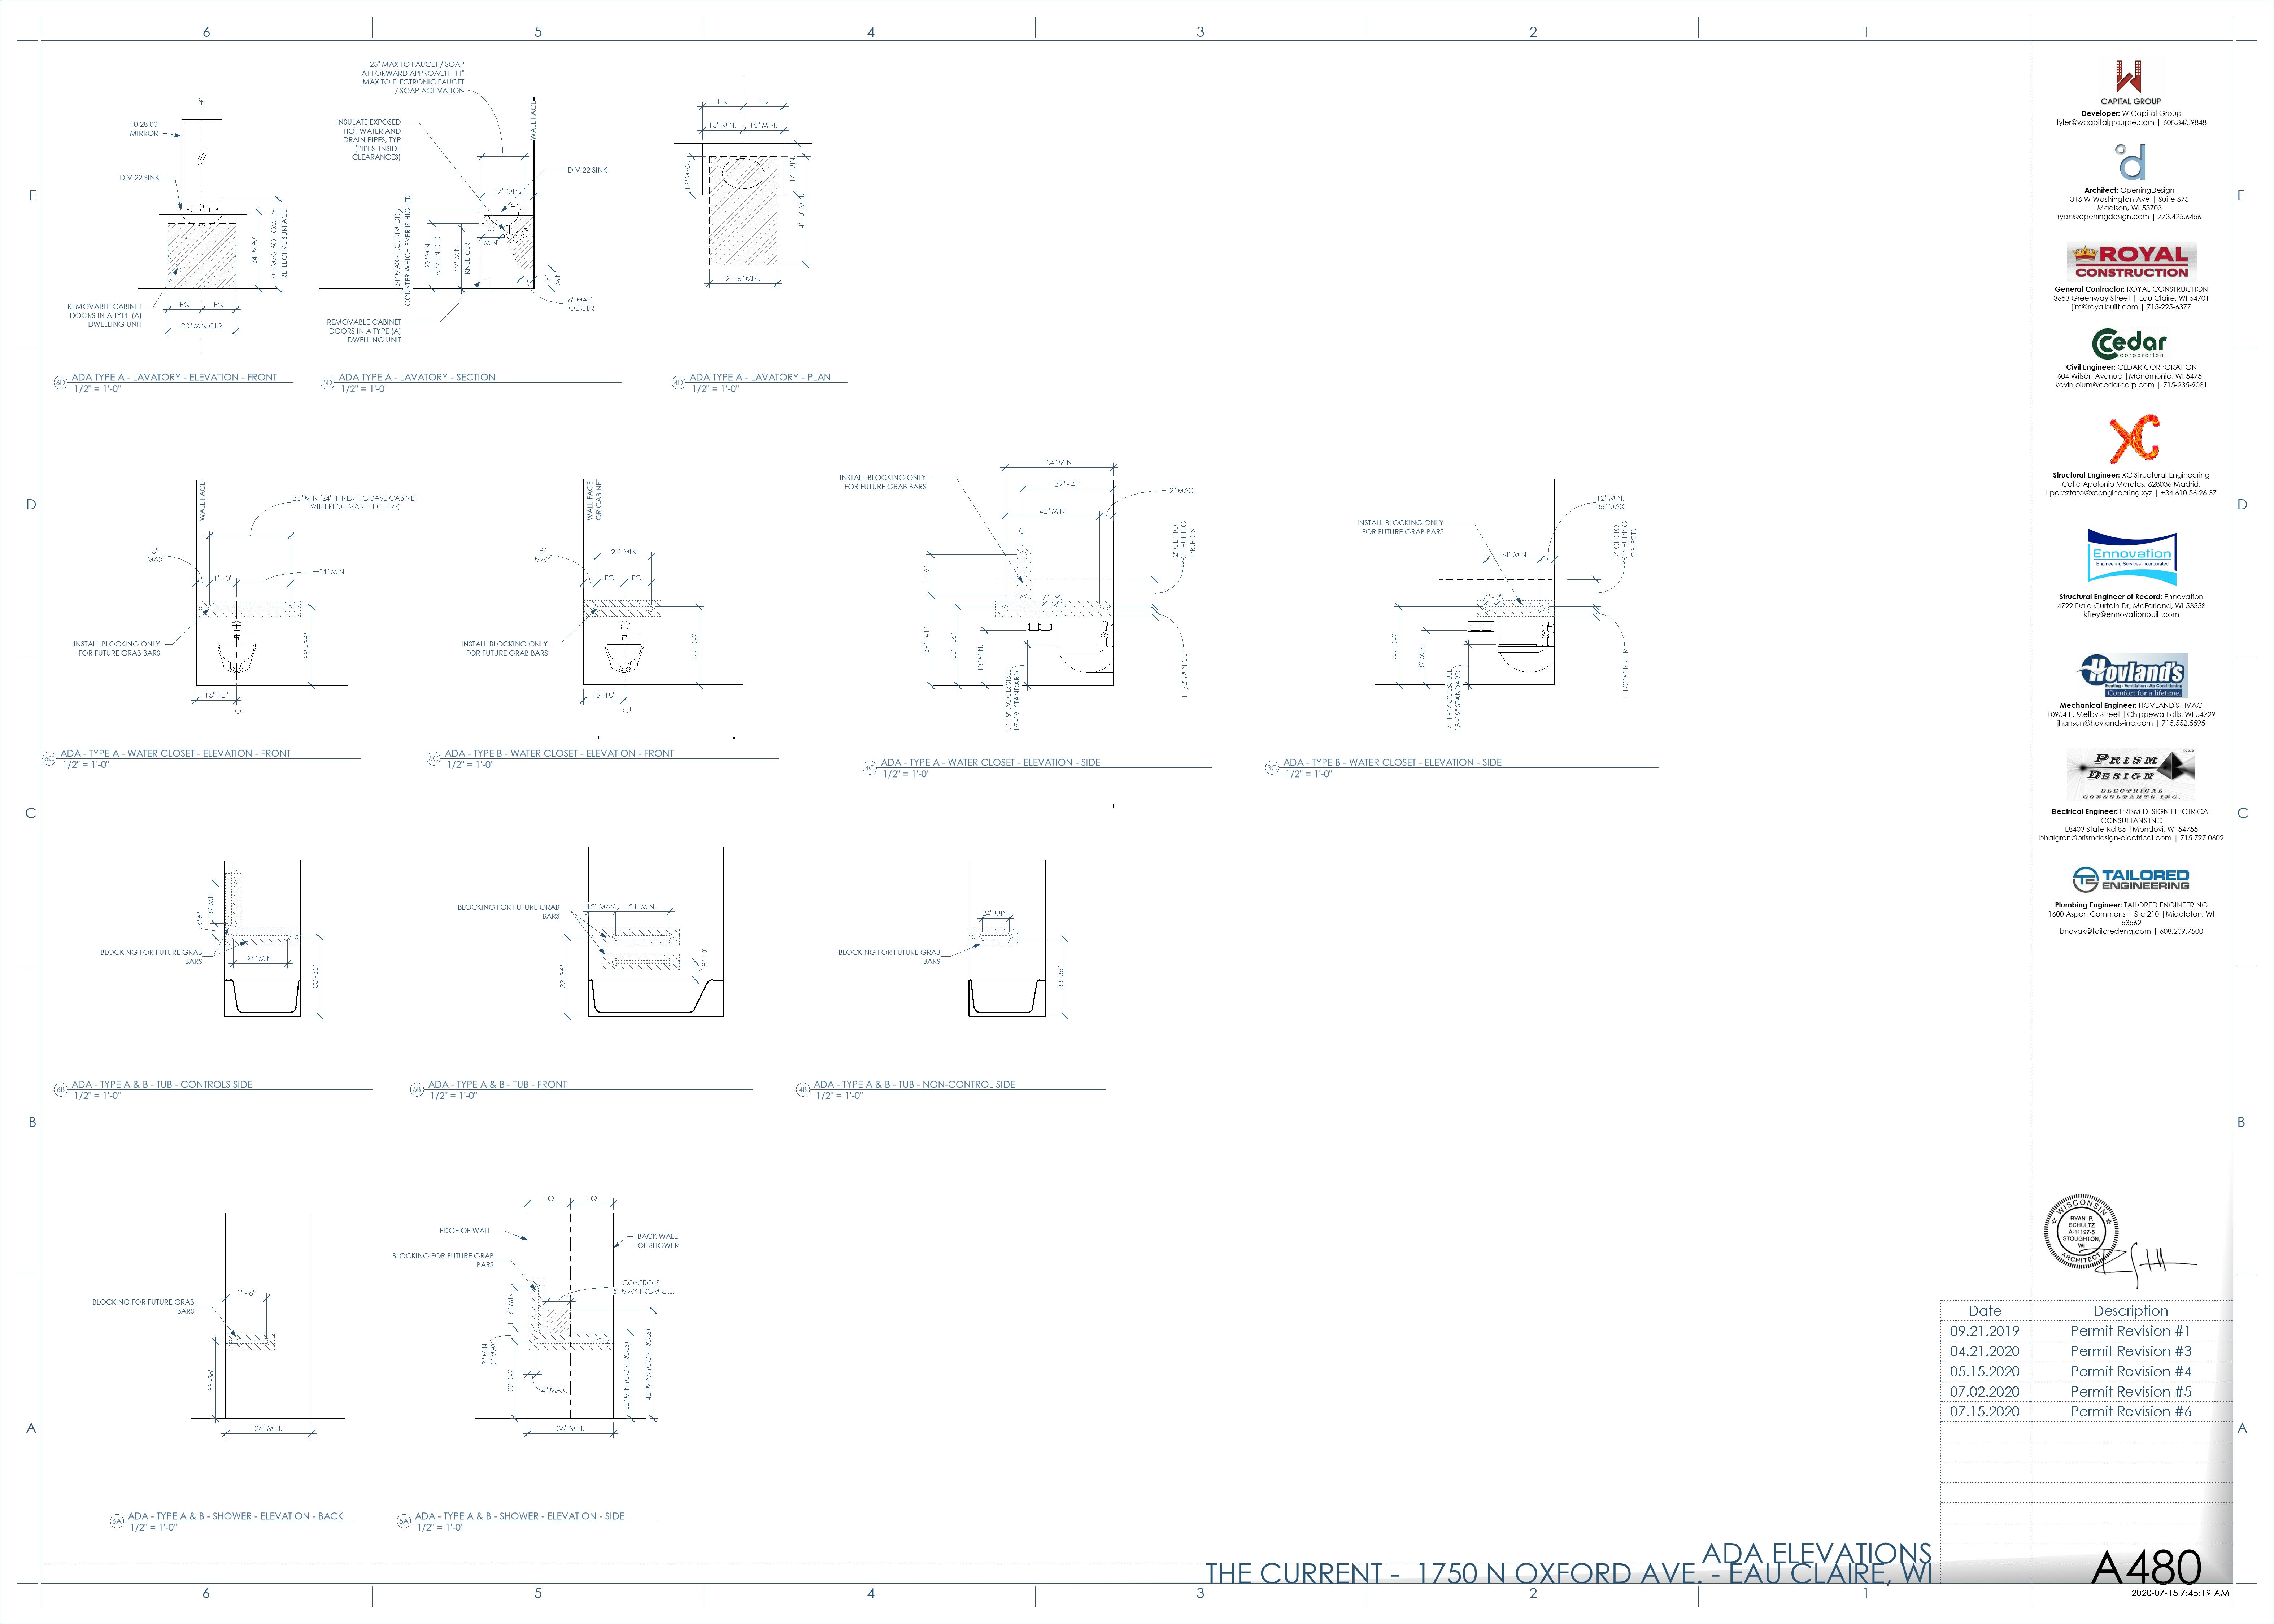 6
5
4
3
2
1
E
D
C
B
A
25" MAX TO FAUCET / SOAP
AT FORWARD APPROACH -11"
MAX TO ELECTRONIC FAUCET
/ SOAP ACTIVATION
10 28 00
MIRROR
DIV 22 SINK
34" MAX
40" MAX BOTTOM OF
REFLECTIVE SURFACE
REMOVABLE CABINET
DOORS IN A TYPE (A)
DWELLING UNIT
EQ
EQ
30" MIN CLR
6D
ADA TYPE A - LAVATORY - ELEVATION - FRONT
1/2" = 1'-0"
INSULATE EXPOSED
HOT WATER AND
DRAIN PIPES, TYP
(PIPES INSIDE
CLEARANCES)
WALL FACE
DIV 22 SINK
17" MIN.
8"
MIN
34" MAX - T.O. RIM OR
COUNTER WHICH EVER IS HIGHER
29" MIN
APRON CLR
27" MIN
KNEE CLR
9"
MIN
6" MAX
TOE CLR
REMOVABLE CABINET
DOORS IN A TYPE (A)
DWELLING UNIT
5D
ADA TYPE A - LAVATORY - SECTION
1/2" = 1'-0"
EQ
EQ
15" MIN.
15" MIN.
19" MAX.
17" MIN.
4' - 0" MIN.
2' - 6" MIN.
4D
ADA TYPE A - LAVATORY - PLAN
1/2" = 1'-0"
WALL FACE
36" MIN (24" IF NEXT TO BASE CABINET
WITH REMOVABLE DOORS)
6"
MAX
1' - 0"
24" MIN
INSTALL BLOCKING ONLY
FOR FUTURE GRAB BARS
33" - 36"
16"-18"
6C
ADA - TYPE A - WATER CLOSET - ELEVATION - FRONT
1/2" = 1'-0"
WALL FACE
OR CABINET
6"
MAX
24" MIN
EQ.
EQ.
INSTALL BLOCKING ONLY
FOR FUTURE GRAB BARS
33" - 36"
16"-18"
5C
ADA - TYPE B - WATER CLOSET - ELEVATION - FRONT
1/2" = 1'-0"
INSTALL BLOCKING ONLY
FOR FUTURE GRAB BARS
54" MIN
39" - 41"
42" MIN
12" MAX
12" CLR TO
PROTRUDING
OBJECTS
1' - 6"
7" - 9"
39" - 41"
33" - 36"
18" MIN.
17"-19" ACCESSIBLE
15"-19" STANDARD
1 1/2" MIN CLR
4C
ADA - TYPE A - WATER CLOSET - ELEVATION - SIDE
1/2" = 1'-0"
INSTALL BLOCKING ONLY
FOR FUTURE GRAB BARS
12" MIN.
36" MAX
24" MIN
12" CLR TO
PROTRUDING
OBJECTS
7" - 9"
33" - 36"
18" MIN.
17"-19" ACCESSIBLE
15"-19" STANDARD
1 1/2" MIN CLR
3C
ADA - TYPE B - WATER CLOSET - ELEVATION - SIDE
1/2" = 1'-0"
18" MIN.
3"-6"
BLOCKING FOR FUTURE GRAB
BARS
24" MIN.
33"-36"
6B
ADA - TYPE A & B - TUB - CONTROLS SIDE
1/2" = 1'-0"
BLOCKING FOR FUTURE GRAB
BARS
12" MAX.
24" MIN.
8"-10"
33"-36"
5B
ADA - TYPE A & B - TUB - FRONT
1/2" = 1'-0"
24" MIN.
BLOCKING FOR FUTURE GRAB
BARS
33"-36"
4B
ADA - TYPE A & B - TUB - NON-CONTROL SIDE
1/2" = 1'-0"
1' - 6"
BLOCKING FOR FUTURE GRAB
BARS
33"-36"
36" MIN.
6A
ADA - TYPE A & B - SHOWER - ELEVATION - BACK
1/2" = 1'-0"
EQ
EQ
EDGE OF WALL
BACK WALL
OF SHOWER
BLOCKING FOR FUTURE GRAB
BARS
CONTROLS:
15" MAX FROM C.L.
1' - 6" MIN.
3" MIN
6" MAX
33"-36"
4" MAX.
38" MIN (CONTROLS)
48" MAX (CONTROLS)
36" MIN.
5A
ADA - TYPE A & B - SHOWER - ELEVATION - SIDE
1/2" = 1'-0"
CAPITAL GROUP
Developer: W Capital Group
tyler@wcapitalgroupre.com | 608.345.9848
Architect: OpeningDesign
316 W Washington Ave | Suite 675
Madison, WI 53703
ryan@openingdesign.com | 773.425.6456
ROYAL
CONSTRUCTION
General Contractor: ROYAL CONSTRUCTION
3653 Greenway Street | Eau Claire, WI 54701
jim@royalbuilt.com | 715-225-6377
Cedar
corporation
Civil Engineer: CEDAR CORPORATION
604 Wilson Avenue |Menomonie, WI 54751
kevin.oium@cedarcorp.com | 715-235-9081
XC
Structural Engineer: XC Structural Engineering
Calle Apolonio Morales, 628036 Madrid,
l.pereztato@xcengineering.xyz | +34 610 56 26 37
Ennovation
Engineering Services Incorporated
Structural Engineer of Record: Ennovation
4729 Dale-Curtain Dr, McFarland, WI 53558
kfrey@ennovationbuilt.com
Hovland's
Heating · Ventilation · Air Conditioning
Comfort for a lifetime.
Mechanical Engineer: HOVLAND'S HVAC
10954 E. Melby Street |Chippewa Falls, WI 54729
jhansen@hovlands-inc.com | 715.552.5595
PRISM
DESIGN
ELECTRICAL
CONSULTANTS INC.
Electrical Engineer: PRISM DESIGN ELECTRICAL
CONSULTANS INC
E8403 State Rd 85 |Mondovi, WI 54755
bhalgren@prismdesign-electrical.com | 715.797.0602
TE TAILORED
ENGINEERING
Plumbing Engineer: TAILORED ENGINEERING
1600 Aspen Commons | Ste 210 |Middleton, WI
53562
bnovak@tailoredeng.com | 608.209.7500
WISCONSIN
RYAN P.
SCHULTZ
A-11197-5
STOUGHTON,
WI
ARCHITECT
Date Description
09.21.2019 Permit Revision #1
04.21.2020 Permit Revision #3
05.15.2020 Permit Revision #4
07.02.2020 Permit Revision #5
07.15.2020 Permit Revision #6
ADA ELEVATIONS
THE CURRENT - 1750 N OXFORD AVE. - EAU CLAIRE, WI
A480
2020-07-15 7:45:19 AM
E
D
C
B
A
6
5
4
3
2
1